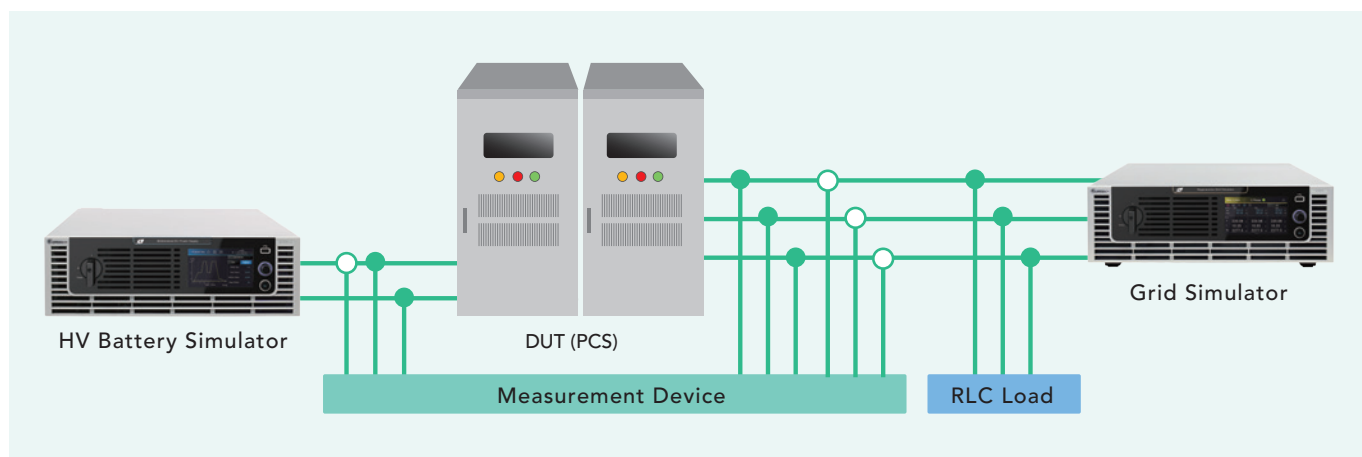 HV Battery Simulator
DUT (PCS)
Grid Simulator
Measurement Device
RLC Load